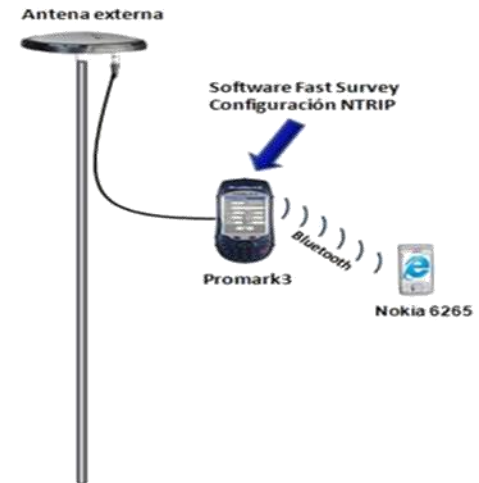 Antena externa
Software Fast Survey
Configuración NTRIP
Bluetooth
Promark3
Nokia 6265